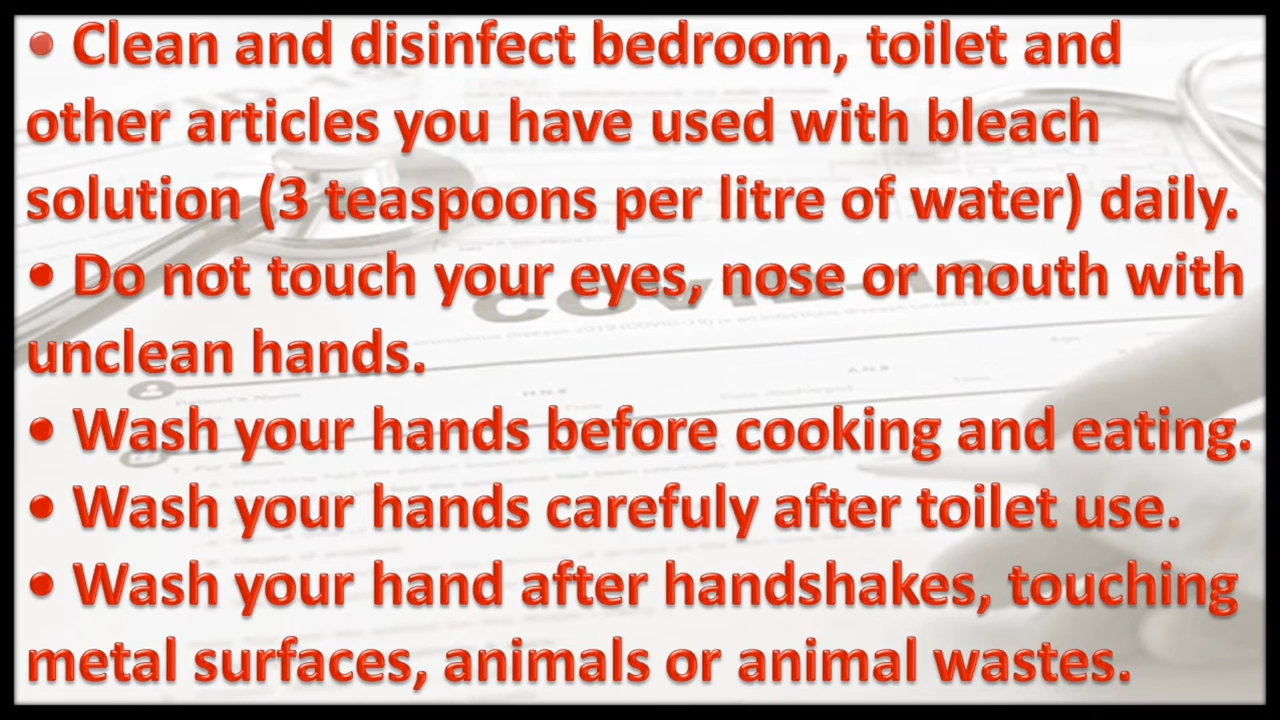 • Clean and disinfect bedroom, toilet and
other articles you have used with bleach
solution (3 teaspoons per litre of water) daily.
• Do not touch your eyes, nose or mouth with
unclean hands.
• Wash your hands before cooking and eating.
• Wash your hands carefuly after toilet use.
• Wash your hand after handshakes, touching
metal surfaces, animals or animal wastes.
COVID-19